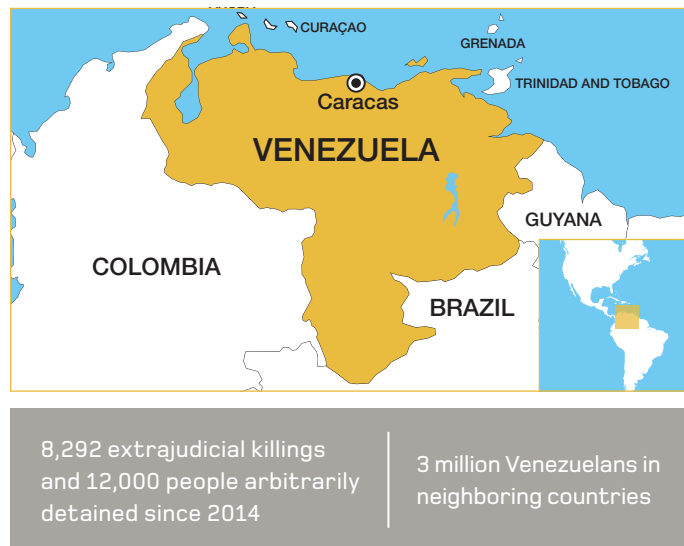 CURAÇAO
GRENADA
TRINIDAD AND TOBAGO
Caracas
VENEZUELA
GUYANA
COLOMBIA
BRAZIL
8,292 extrajudicial killings
and 12,000 people arbitrarily
detained since 2014
3 million Venezuelans in
neighboring countries